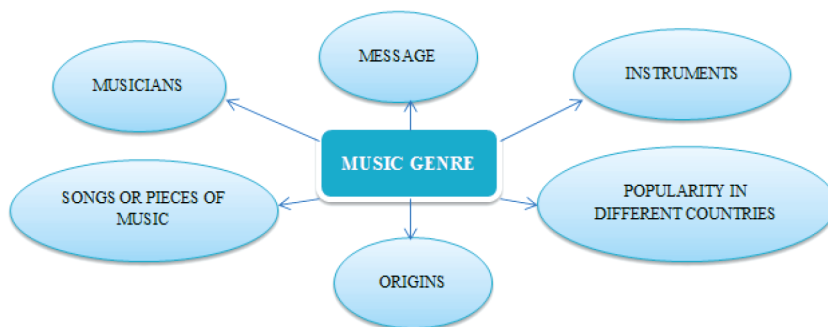 MESSAGE
MUSICIANS
INSTRUMENTS
MUSIC GENRE
SONGS OR PIECES OF
MUSIC
POPULARITY IN
DIFFERENT COUNTRIES
ORIGINS